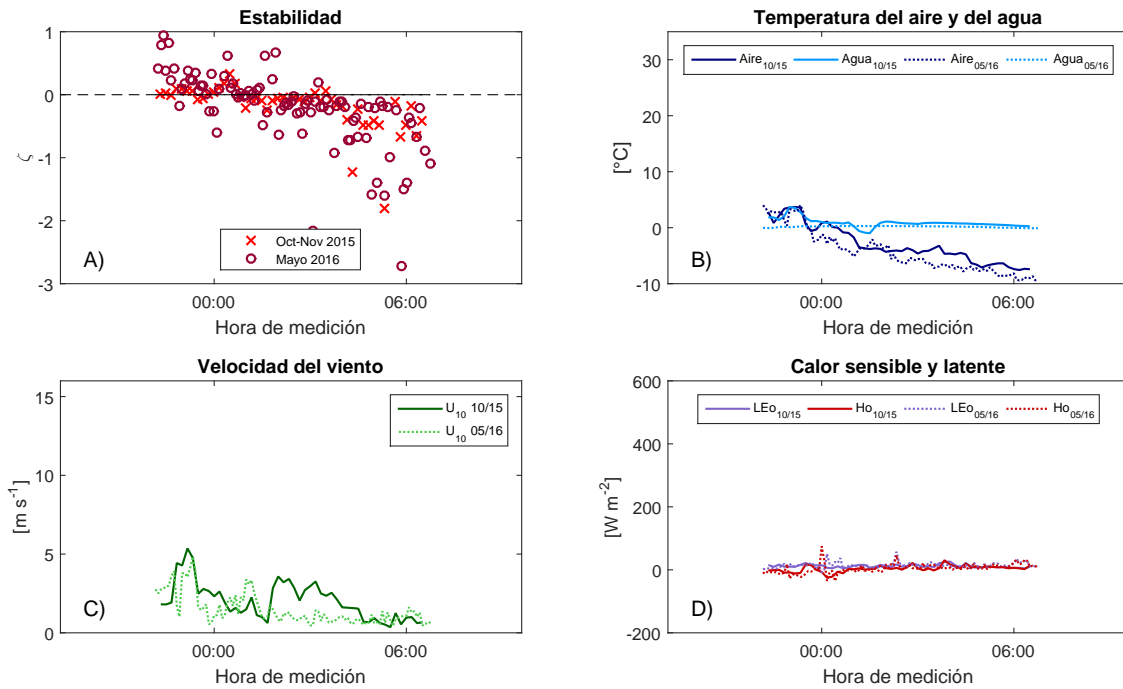 Estabilidad
1
0
-1
-2
-3
ζ
A)
Oct-Nov 2015
Mayo 2016
00:00
06:00
Hora de medición
Temperatura del aire y del agua
30
20
10
0
-10
[°C]
Aire10/15 Agua10/15 Aire05/16 Agua05/16
B)
00:00
06:00
Hora de medición
Velocidad del viento
15
10
5
0
[m s-1]
U10 10/15
U10 05/16
C)
00:00
06:00
Hora de medición
Calor sensible y latente
600
400
200
0
-200
[W m-2]
LEo10/15 Ho10/15 LEo05/16 Ho05/16
D)
00:00
06:00
Hora de medición